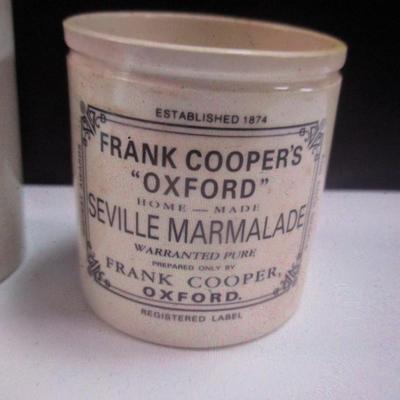 ESTABLISHED 1874
FRANK COOPER'S
"OXFORD"
HOME — MADE
SEVILLE MARMALADE
WARRANTED PURE
PREPARED ONLY BY
FRANK COOPER,
OXFORD.
REGISTERED LABEL